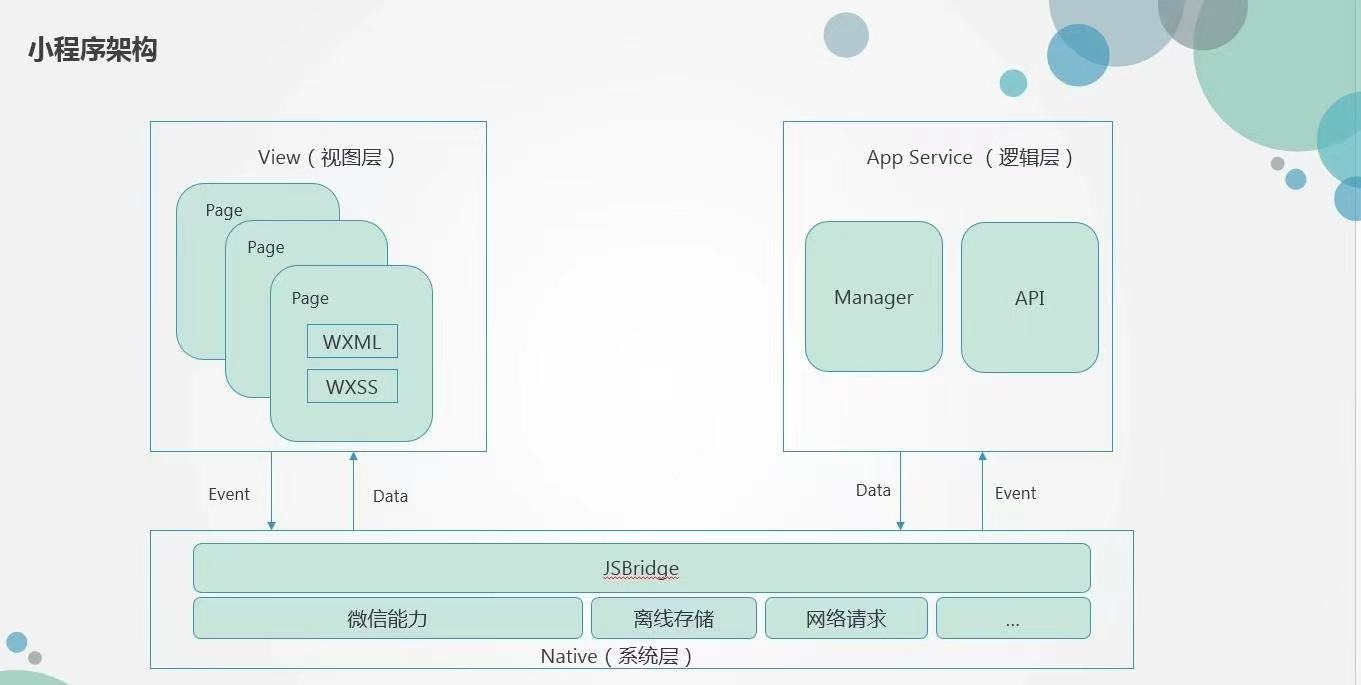 小程序架构
View（视图层）
Page
Page
Page
WXML
WXSS
App Service （逻辑层）
Manager
API
Event
Data
Data
Event
JSBridge
微信能力
离线存储
网络请求
...
Native（系统层）